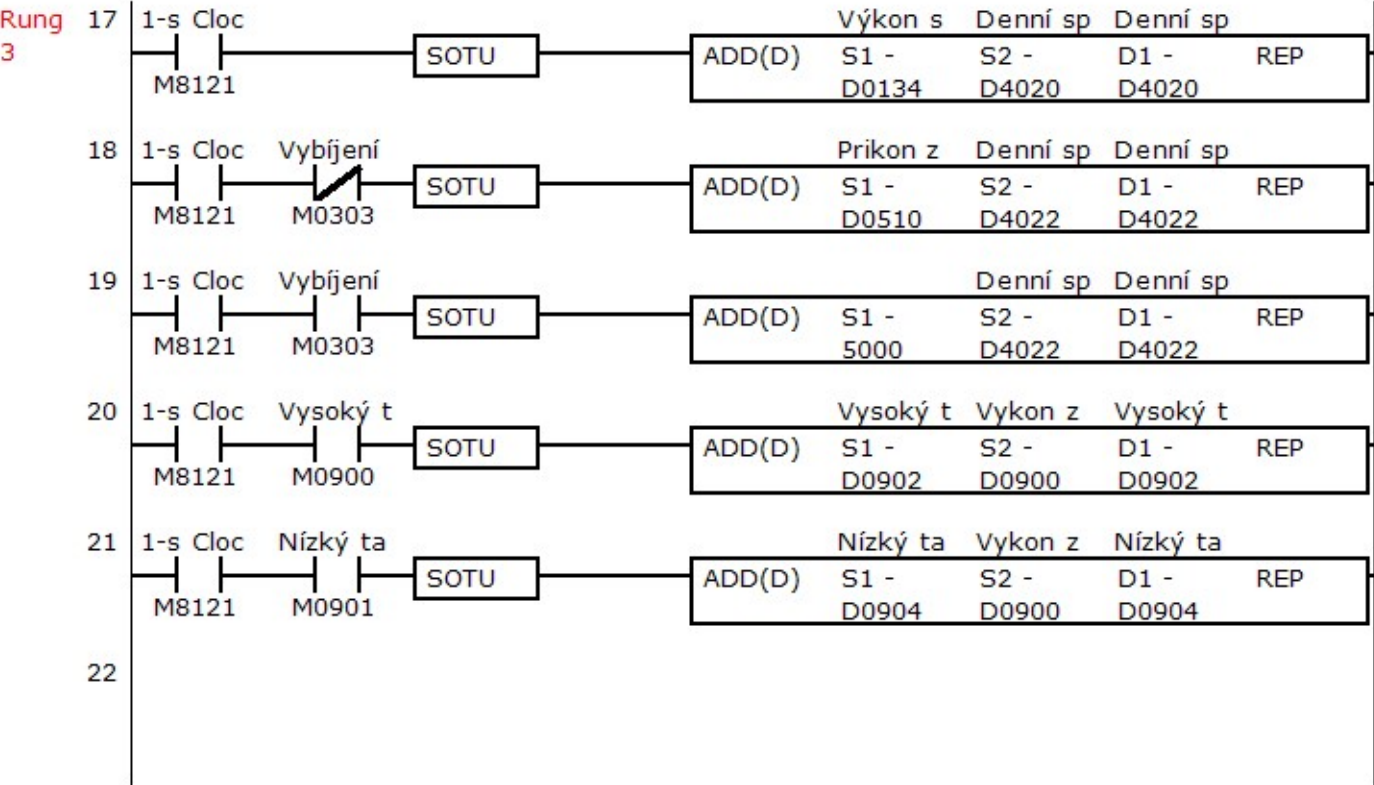 Rung 17 1-s Cloc Výkon s Denní sp Denní sp
3 SOTU ADD(D) S1 - S2 - D1 - REP
M8121 D0134 D4020 D4020
18 1-s Cloc Vybíjení Prikon z Denní sp Denní sp
SOTU ADD(D) S1 - S2 - D1 - REP
M8121 M0303 D0510 D4022 D4022
19 1-s Cloc Vybíjení Denní sp Denní sp
SOTU ADD(D) S1 - S2 - D1 - REP
M8121 M0303 5000 D4022 D4022
20 1-s Cloc Vysoký t Vysoký t Vykon z Vysoký t
SOTU ADD(D) S1 - S2 - D1 - REP
M8121 M0900 D0902 D0900 D0902
21 1-s Cloc Nízký ta Nízký ta Vykon z Nízký ta
SOTU ADD(D) S1 - S2 - D1 - REP
M8121 M0901 D0904 D0900 D0904
22